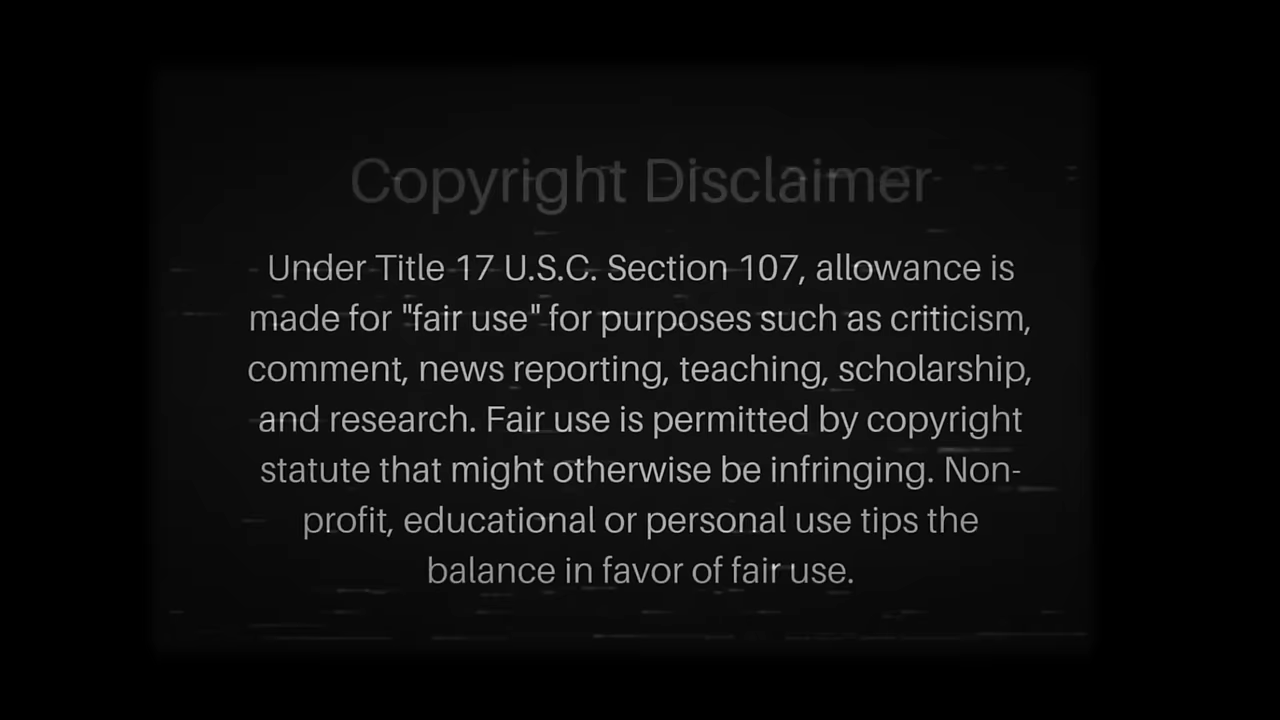 Copyright Disclaimer
Under Title 17 U.S.C. Section 107, allowance is
made for "fair use" for purposes such as criticism,
comment, news reporting, teaching, scholarship,
and research. Fair use is permitted by copyright
statute that might otherwise be infringing. Non-
profit, educational or personal use tips the
balance in favor of fair use.